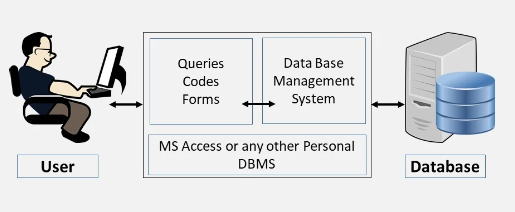 Queries
Codes
Forms
Data Base
Management
System
MS Access or any other Personal
DBMS
User
Database